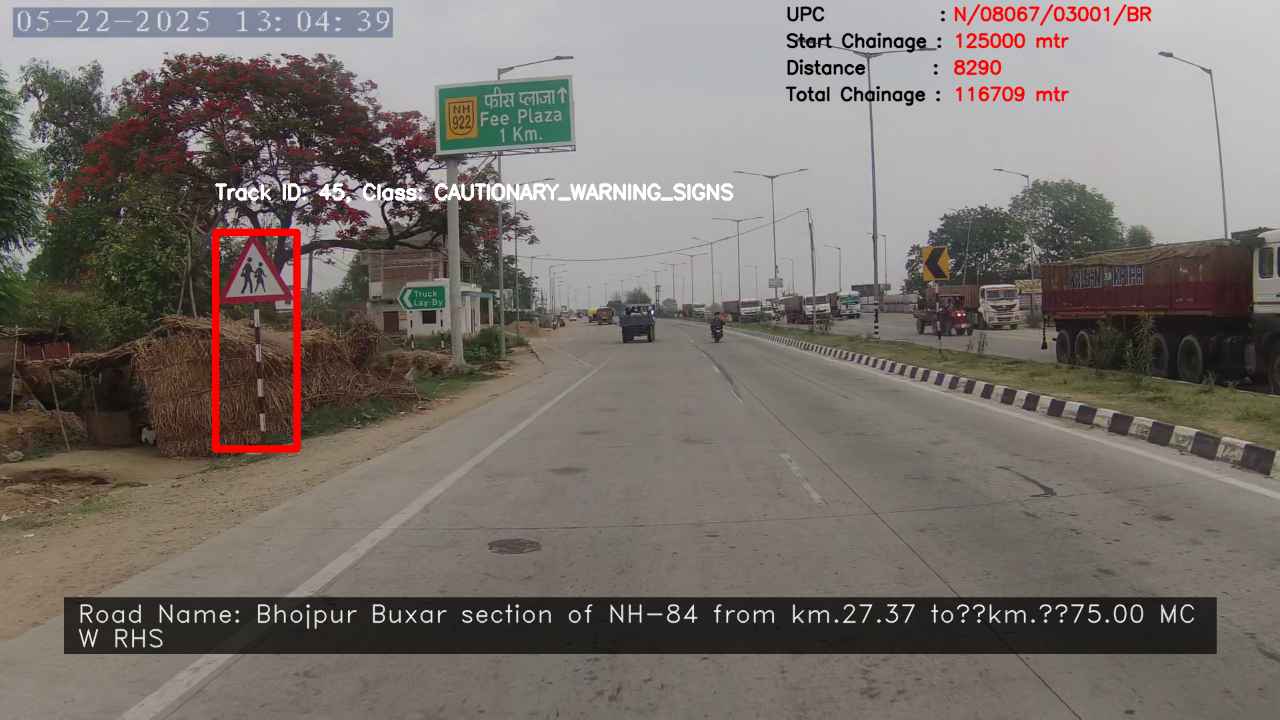 05-22-2025 13:04:39
UPC : N/08067/03001/BR
Start Chainage : 125000 mtr
Distance : 8290
Total Chainage : 116709 mtr
NH 922
फीस प्लाजा↑
Fee Plaza
1 Km.
Track ID: 45, Class: CAUTIONARY_WARNING_SIGNS
Truck
Lay By
Road Name: Bhojpur Buxar section of NH-84 from km.27.37 to??km.??75.00 MC
W RHS